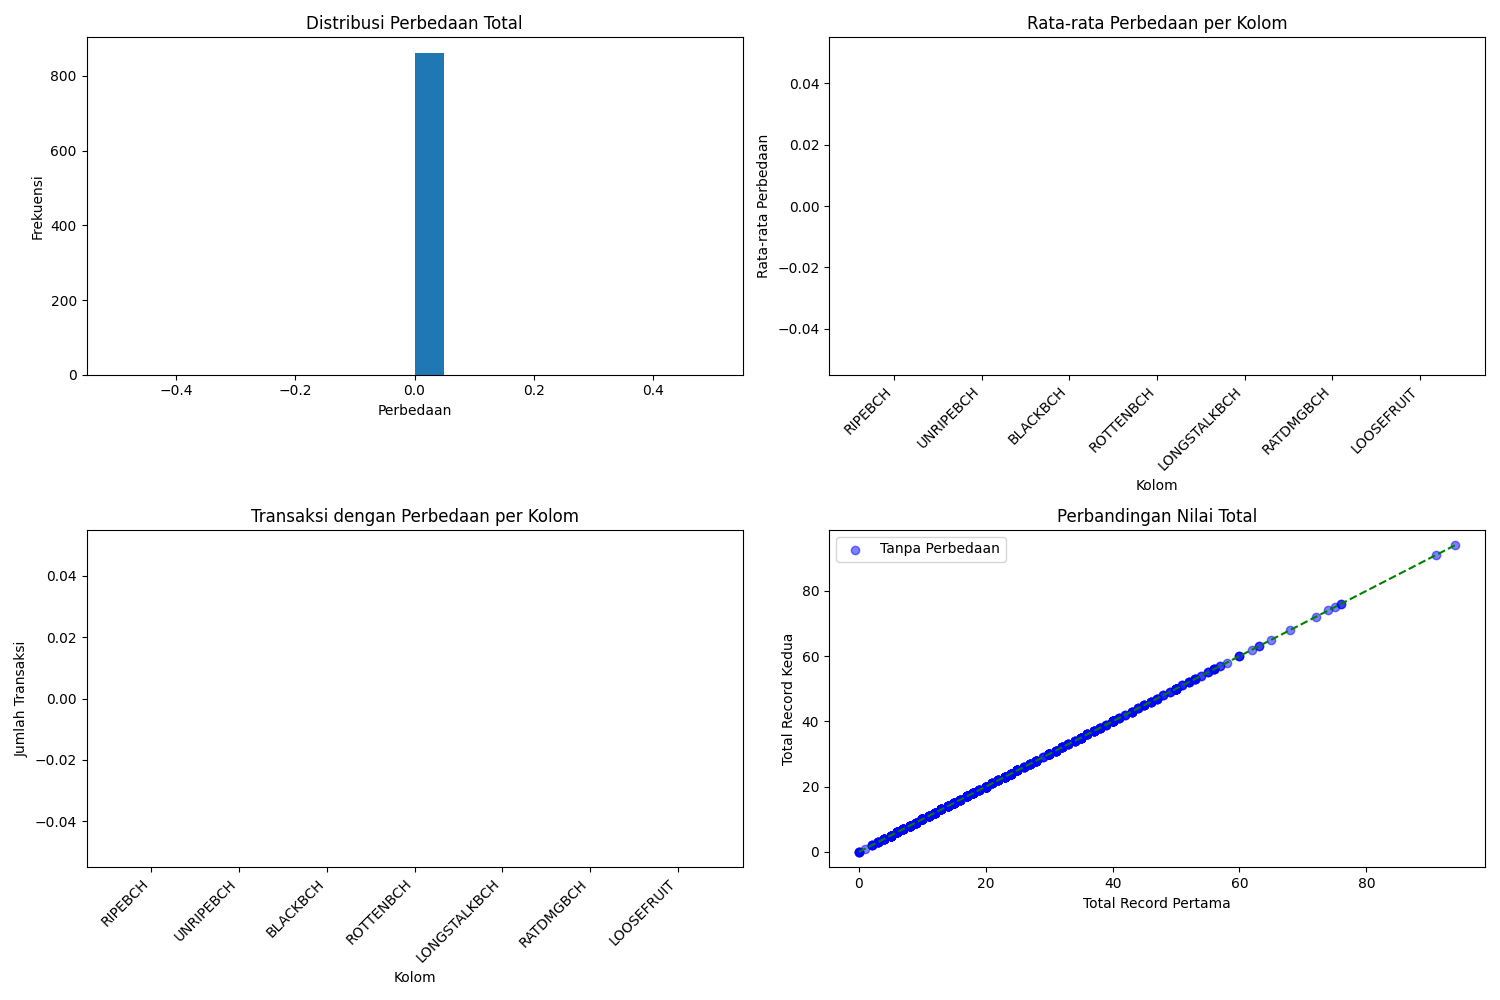 Distribusi Perbedaan Total
800
600
400
200
0
Frekuensi
−0.4 −0.2 0.0 0.2 0.4
Perbedaan
Rata-rata Perbedaan per Kolom
0.04
0.02
0.00
−0.02
−0.04
Rata-rata Perbedaan
RIPEBCH
UNRIPEBCH
BLACKBCH
ROTTENBCH
LONGSTALKBCH
RATDMGBCH
LOOSEFRUIT
Kolom
Transaksi dengan Perbedaan per Kolom
0.04
0.02
0.00
−0.02
−0.04
Jumlah Transaksi
RIPEBCH
UNRIPEBCH
BLACKBCH
ROTTENBCH
LONGSTALKBCH
RATDMGBCH
LOOSEFRUIT
Kolom
Perbandingan Nilai Total
Tanpa Perbedaan
80
60
40
20
0
Total Record Kedua
0 20 40 60 80
Total Record Pertama